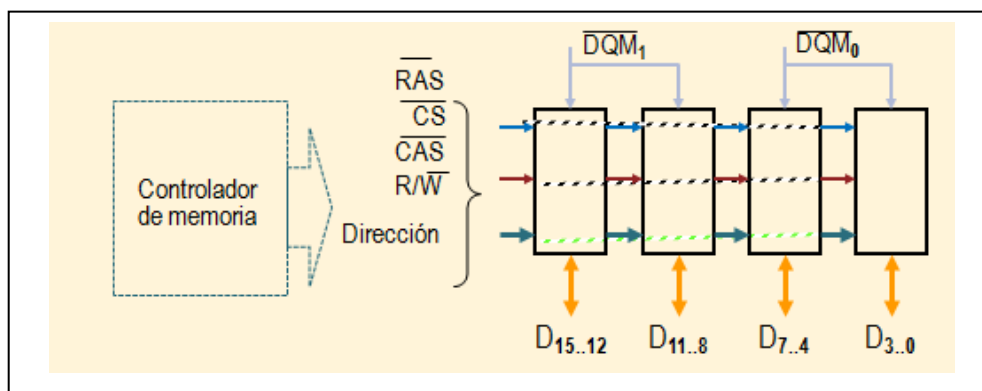 DQM1
DQM0
RAS
CS
CAS
R/W
Dirección
Controlador
de memoria
D15..12
D11..8
D7..4
D3..0